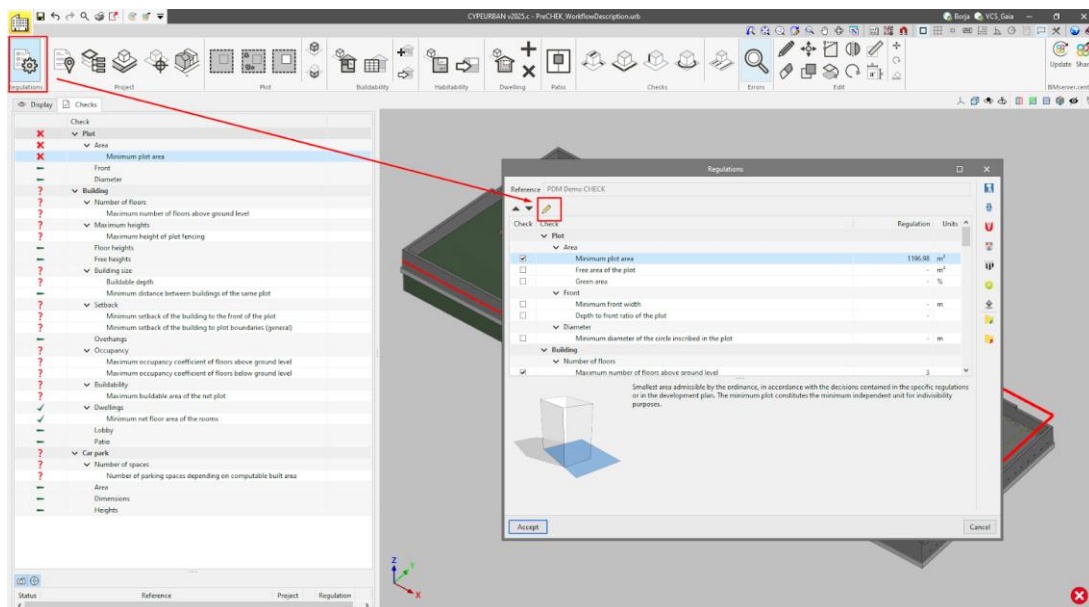 CYPEURBAN v2025.c - PreCHEK_WorkflowDescription.urb
Borja VCS_Gaia
Update Shar
Regulations Project Plot Buildability Habitability Dwelling Patio Checks Errors Edit BIMserver.cent
Display Checks
Check
Plot
Area
Minimum plot area
Front
Diameter
Building
Number of floors
Maximum number of floors above ground level
Maximum heights
Maximum height of plot fencing
Floor heights
Free heights
Building size
Buildable depth
Minimum distance between buildings of the same plot
Setback
Minimum setback of the building to the front of the plot
Minimum setback of the building to plot boundaries (general)
Overhangs
Occupancy
Maximum occupancy coefficient of floors above ground level
Maximum occupancy coefficient of floors below ground level
Buildability
Maximum buildable area of the net plot
Dwellings
Minimum net floor area of the rooms
Lobby
Patio
Car park
Number of spaces
Number of parking spaces depending on computable built area
Area
Dimensions
Heights
Status Reference Project Regulation
Regulations
Reference PDM Demo CHECK
Check Check Regulation Units
Plot
Area
Minimum plot area 1196.98 m²
Free area of the plot - m²
Green area - %
Front
Minimum front width - m
Depth to front ratio of the plot -
Diameter
Minimum diameter of the circle inscribed in the plot - m
Building
Number of floors
Maximum number of floors above ground level 3
Smallest area admissible by the ordinance, in accordance with the decisions contained in the specific regulations
or in the development plan. The minimum plot constitutes the minimum independent unit for indivisibility
purposes.
Accept Cancel
Z
Y
X